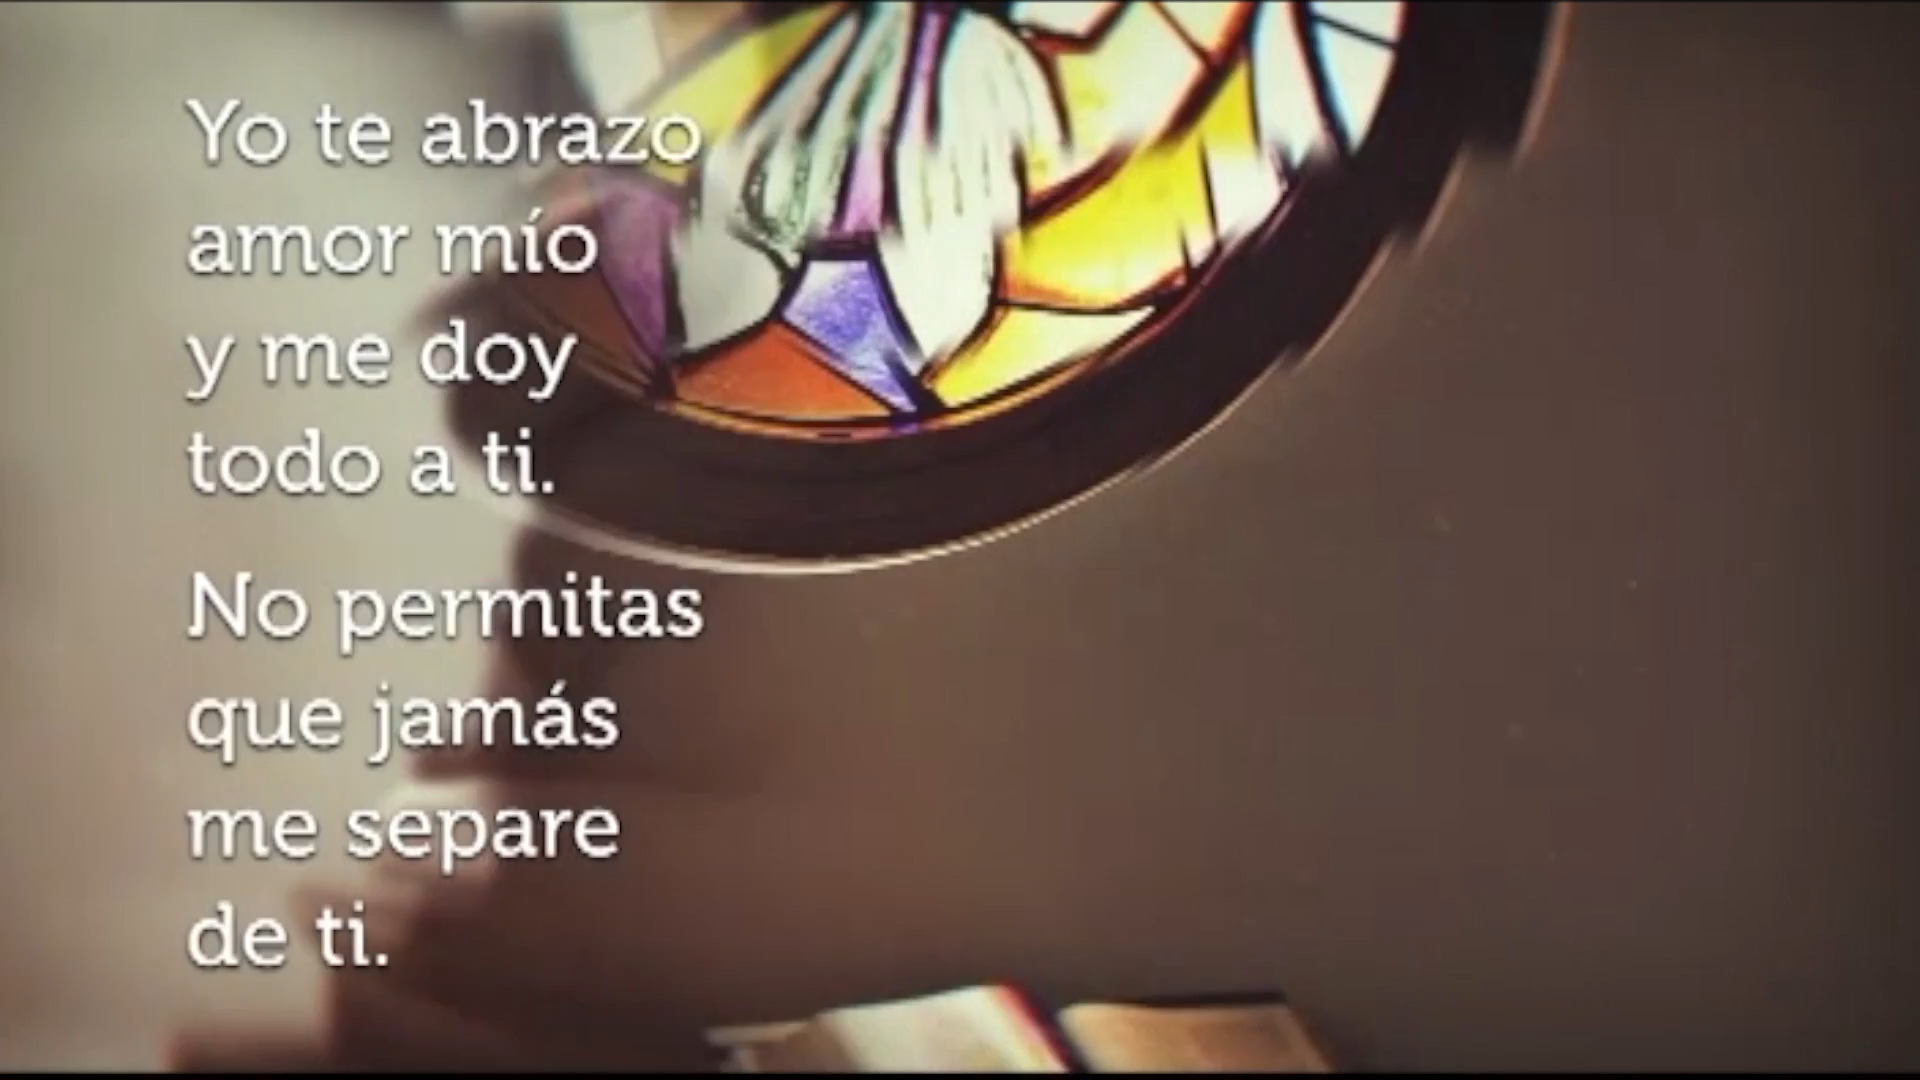 Yo te abrazo
amor mío
y me doy
todo a ti.
No permitas
que jamás
me separe
de ti.